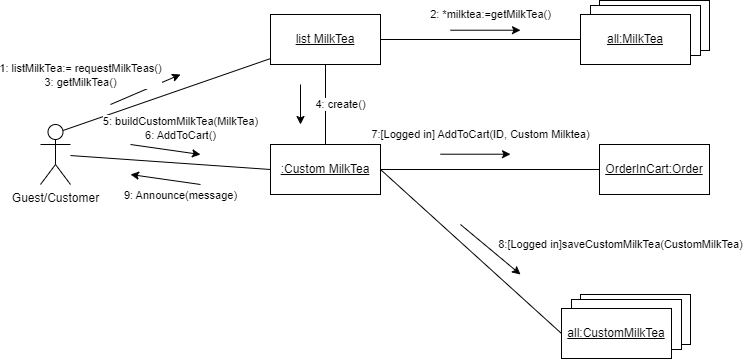 2: *milktea:=getMilkTea()
list MilkTea
all:MilkTea
1: listMilkTea:= requestMilkTeas()
3: getMilkTea()
4: create()
5: buildCustomMilkTea(MilkTea)
6: AddToCart()
7:[Logged in] AddToCart(ID, Custom Milktea)
:Custom MilkTea
OrderInCart:Order
9: Announce(message)
Guest/Customer
8:[Logged in]saveCustomMilkTea(CustomMilkTea)
all:CustomMilkTea